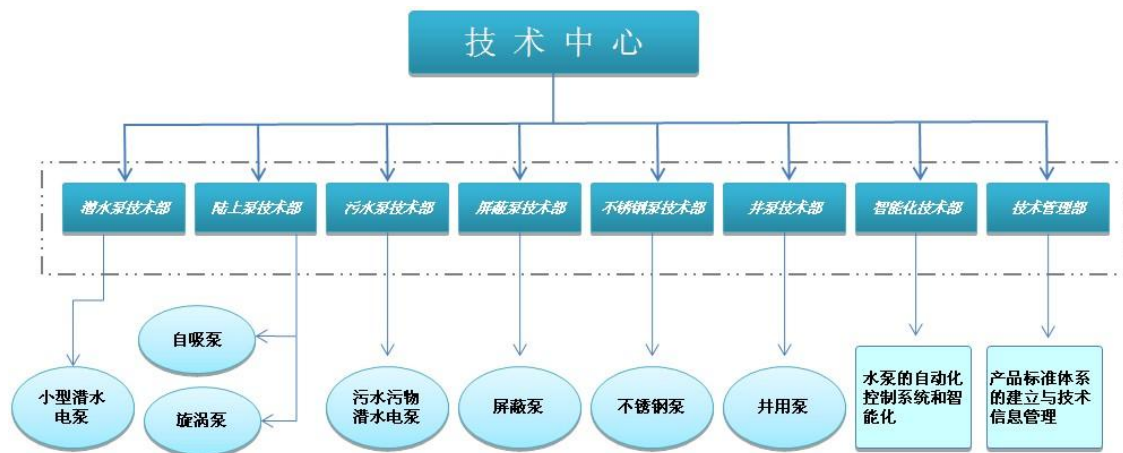 技术中心
潜水泵技术部
陆上泵技术部
污水泵技术部
屏蔽泵技术部
不锈钢泵技术部
井泵技术部
智能化技术部
技术管理部
自吸泵
小型潜水
电泵
旋涡泵
污水污物
潜水电泵
屏蔽泵
不锈钢泵
井用泵
水泵的自动化
控制系统和智
能化
产品标准体系
的建立与技术
信息管理